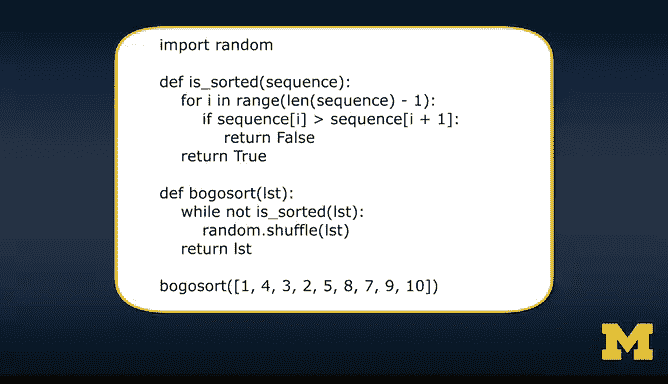 import random

def is_sorted(sequence):
    for i in range(len(sequence) - 1):
        if sequence[i] > sequence[i + 1]:
            return False
    return True

def bogosort(lst):
    while not is_sorted(lst):
        random.shuffle(lst)
    return lst

bogosort([1, 4, 3, 2, 5, 8, 7, 9, 10])
M